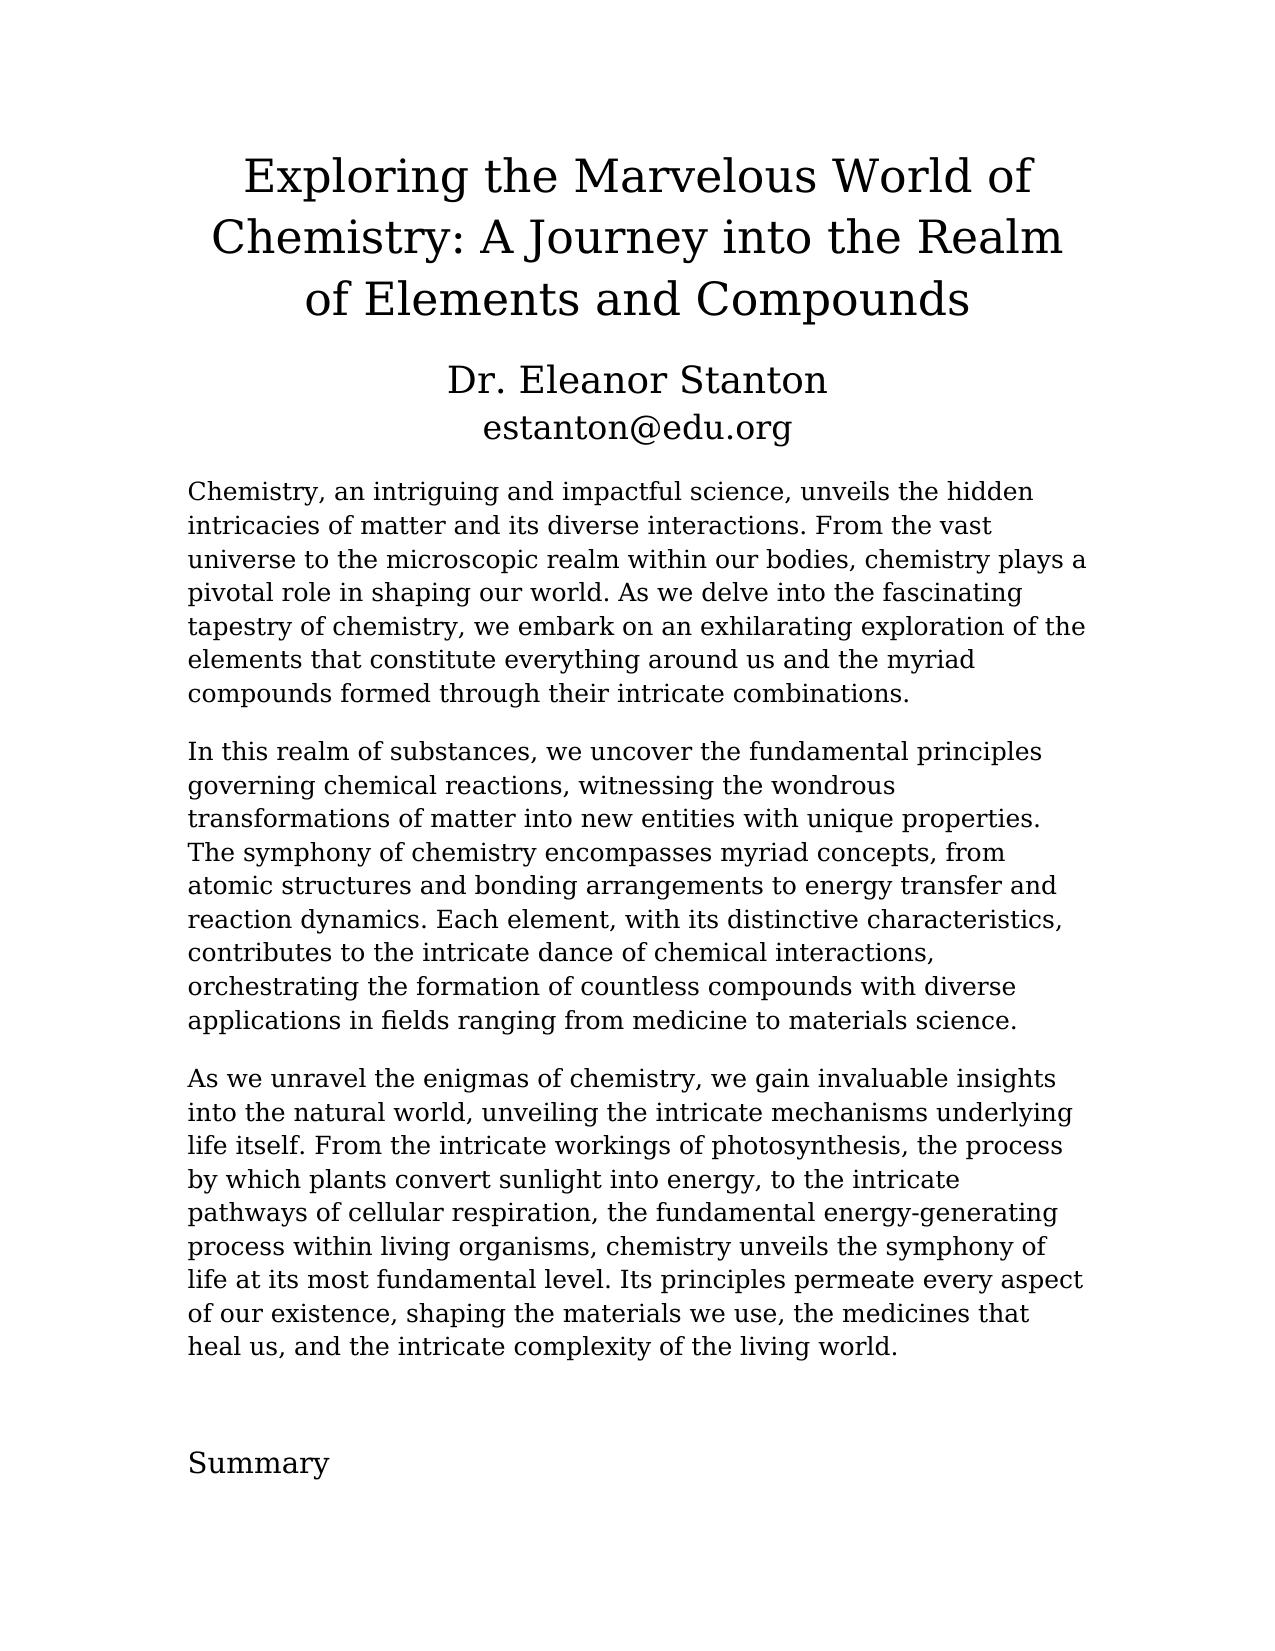 Exploring the Marvelous World of
Chemistry: A Journey into the Realm
of Elements and Compounds
Dr. Eleanor Stanton
estanton@edu.org
Chemistry, an intriguing and impactful science, unveils the hidden
intricacies of matter and its diverse interactions. From the vast
universe to the microscopic realm within our bodies, chemistry plays a
pivotal role in shaping our world. As we delve into the fascinating
tapestry of chemistry, we embark on an exhilarating exploration of the
elements that constitute everything around us and the myriad
compounds formed through their intricate combinations.
In this realm of substances, we uncover the fundamental principles
governing chemical reactions, witnessing the wondrous
transformations of matter into new entities with unique properties.
The symphony of chemistry encompasses myriad concepts, from
atomic structures and bonding arrangements to energy transfer and
reaction dynamics. Each element, with its distinctive characteristics,
contributes to the intricate dance of chemical interactions,
orchestrating the formation of countless compounds with diverse
applications in fields ranging from medicine to materials science.
As we unravel the enigmas of chemistry, we gain invaluable insights
into the natural world, unveiling the intricate mechanisms underlying
life itself. From the intricate workings of photosynthesis, the process
by which plants convert sunlight into energy, to the intricate
pathways of cellular respiration, the fundamental energy-generating
process within living organisms, chemistry unveils the symphony of
life at its most fundamental level. Its principles permeate every aspect
of our existence, shaping the materials we use, the medicines that
heal us, and the intricate complexity of the living world.
Summary